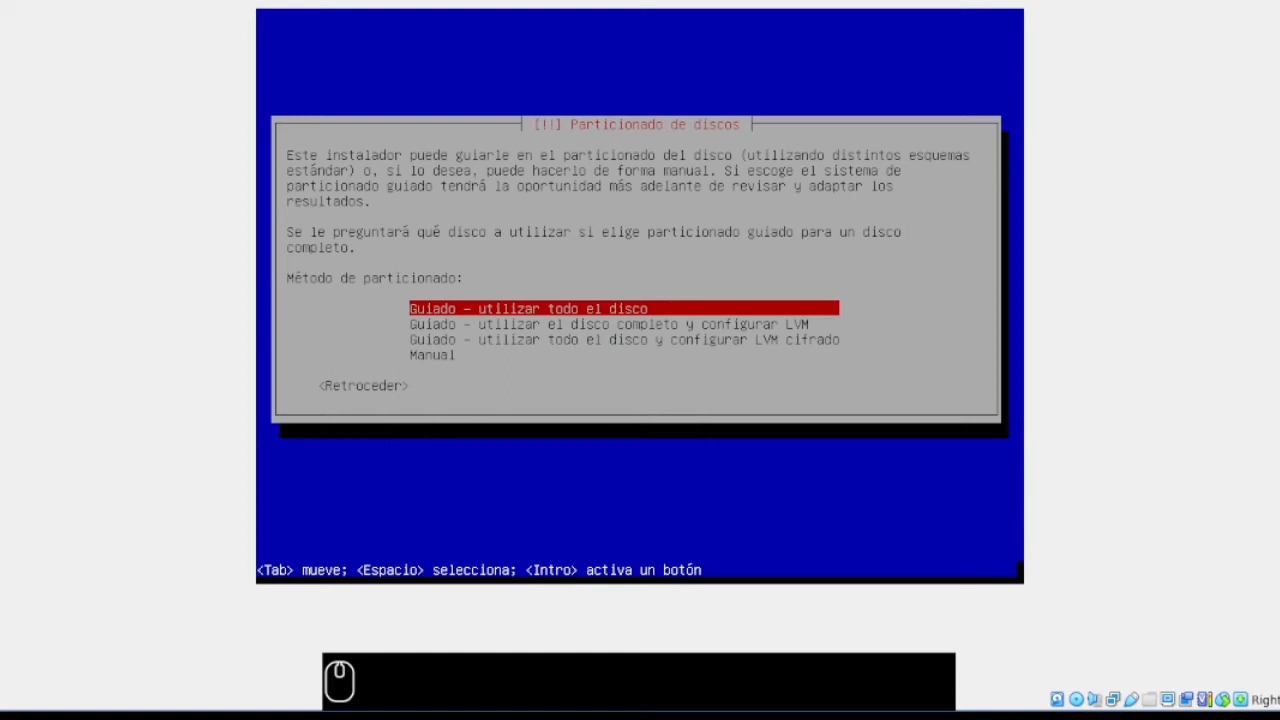 [!!] Particionado de discos
Este instalador puede guiarle en el particionado del disco (utilizando distintos esquemas
estándar) o, si lo desea, puede hacerlo de forma manual. Si escoge el sistema de
particionado guiado tendrá la oportunidad más adelante de revisar y adaptar los
resultados.
Se le preguntará qué disco a utilizar si elige particionado guiado para un disco
completo.
Método de particionado:
Guiado - utilizar todo el disco
Guiado - utilizar el disco completo y configurar LVM
Guiado - utilizar todo el disco y configurar LVM cifrado
Manual
<Retroceder>
<Tab> mueve; <Espacio> selecciona; <Intro> activa un botón
Right